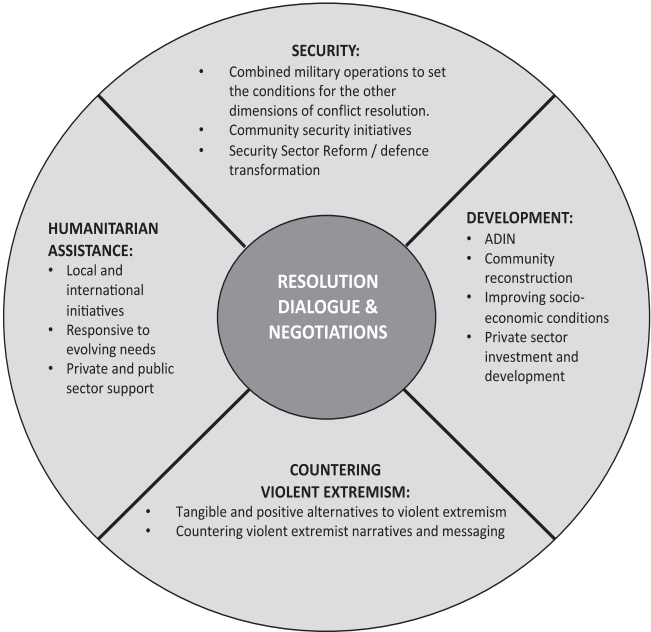 SECURITY:
• Combined military operations to set
the conditions for the other
dimensions of conflict resolution.
• Community security initiatives
• Security Sector Reform / defence
transformation
HUMANITARIAN
ASSISTANCE:
• Local and
international
initiatives
• Responsive to
evolving needs
• Private and public
sector support
RESOLUTION
DIALOGUE &
NEGOTIATIONS
DEVELOPMENT:
• ADIN
• Community
reconstruction
• Improving socio-
economic conditions
• Private sector
investment and
development
COUNTERING
VIOLENT EXTREMISM:
• Tangible and positive alternatives to violent extremism
• Countering violent extremist narratives and messaging